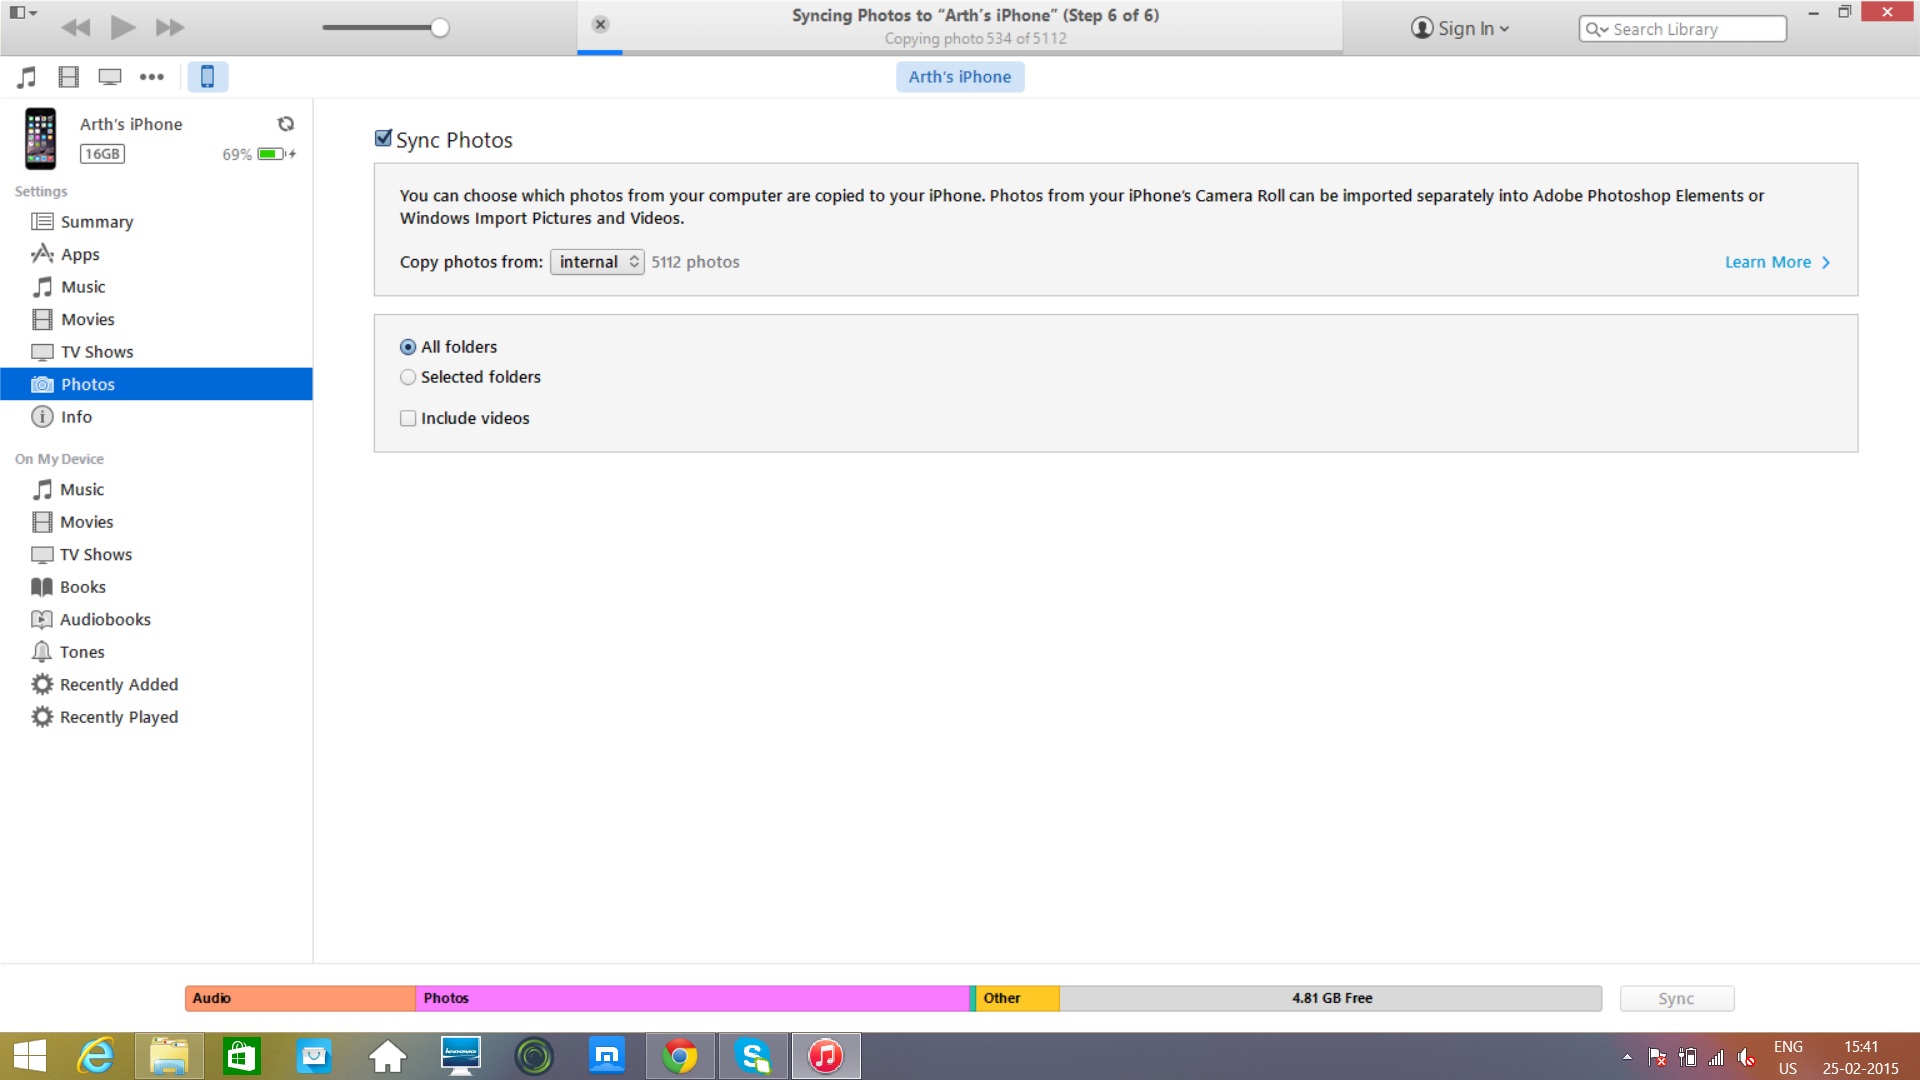 Syncing Photos to “Arth’s iPhone” (Step 6 of 6)
Copying photo 534 of 5112
Sign In
Search Library
Arth’s iPhone
Arth’s iPhone
16GB
69%
Settings
Summary
Apps
Music
Movies
TV Shows
Photos
Info
On My Device
Music
Movies
TV Shows
Books
Audiobooks
Tones
Recently Added
Recently Played
Sync Photos
You can choose which photos from your computer are copied to your iPhone. Photos from your iPhone’s Camera Roll can be imported separately into Adobe Photoshop Elements or
Windows Import Pictures and Videos.
Copy photos from: internal 5112 photos
Learn More
All folders
Selected folders
Include videos
Audio
Photos
Other
4.81 GB Free
Sync
lenovo
ENG
US
15:41
25-02-2015